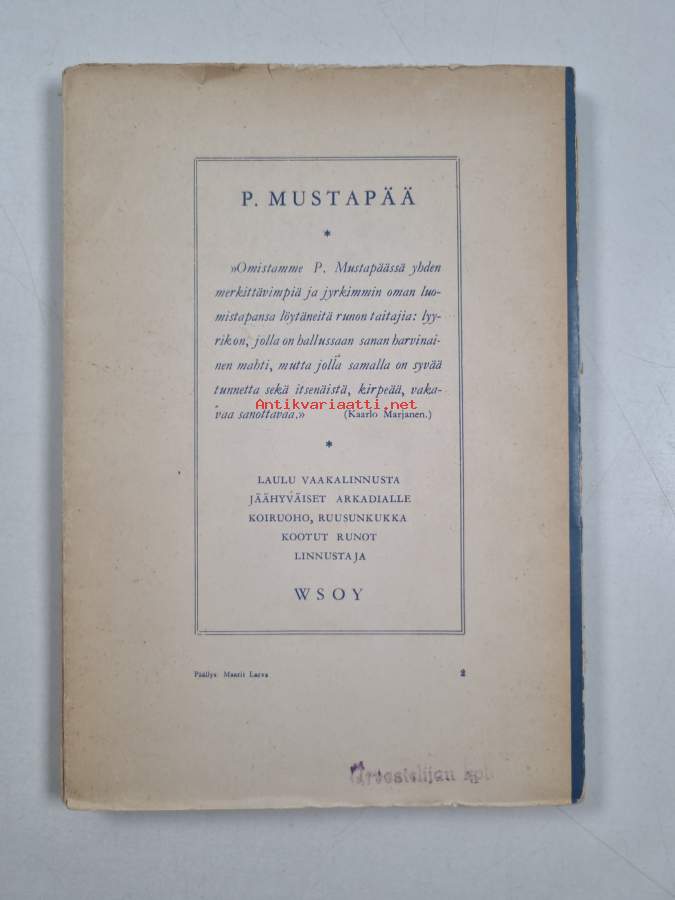 P. MUSTAPÄÄ
*
»Omistamme P. Mustapäässä yhden
merkittävimpiä ja jyrkimmin oman luo-
mistapansa löytäneitä runon taitajia: lyy-
rikon, jolla on hallussaan sanan harvinai-
nen mahti, mutta jolla samalla on syvää
tunnetta sekä itsenäistä, kirpeää, vaka-
vaa sanottavaa.» (Kaarlo Marjanen.)
Antikvariaatti.net
*
LAULU VAAKALINNUSTA
JÄÄHYVÄISET ARKADIALLE
KOIRUOHO, RUUSUNKUKKA
KOOTUT RUNOT
LINNUSTAJA
WSOY
Päällys: Maarit Laeva 2
Arvostelijan kpl